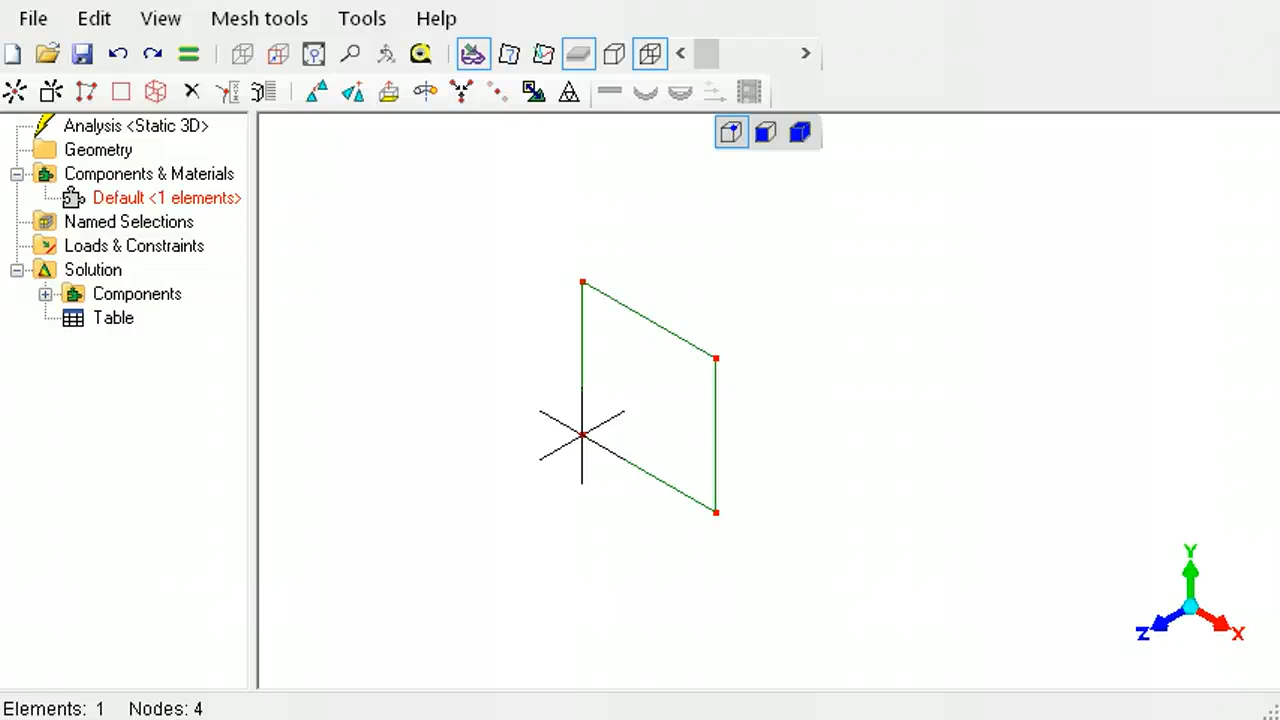 File Edit View Mesh tools Tools Help
Analysis <Static 3D>
Geometry
Components & Materials
Default <1 elements>
Named Selections
Loads & Constraints
Solution
Components
Table
Y
Z X
Elements: 1 Nodes: 4